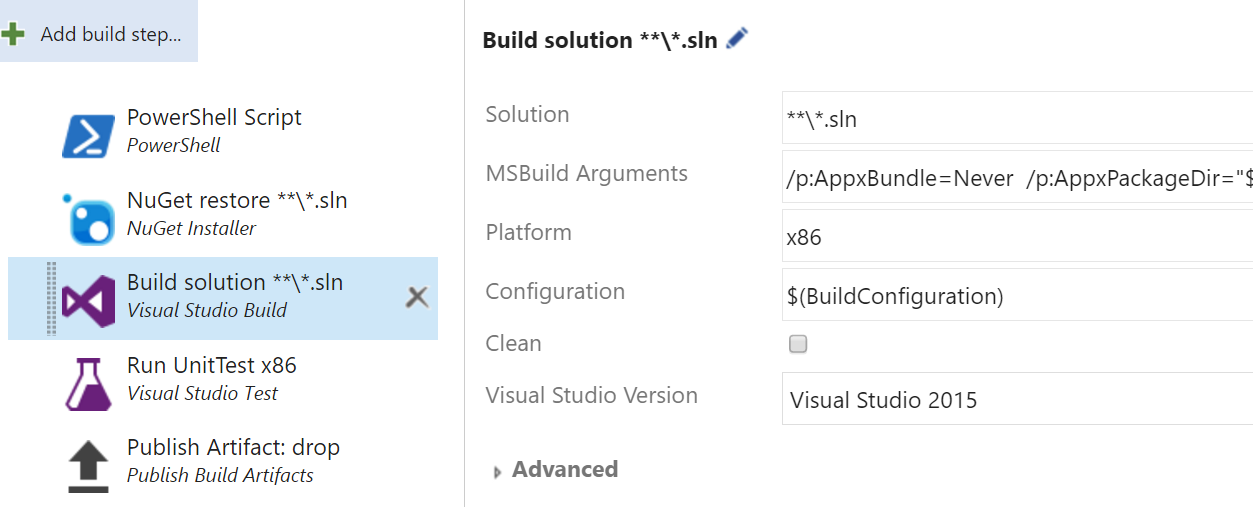 Add build step...
PowerShell Script
PowerShell
NuGet restore **\*.sln
NuGet Installer
Build solution **\*.sln
Visual Studio Build
Run UnitTest x86
Visual Studio Test
Publish Artifact: drop
Publish Build Artifacts
Build solution **\*.sln
Solution
**\*.sln
MSBuild Arguments
/p:AppxBundle=Never  /p:AppxPackageDir="$
Platform
x86
Configuration
$(BuildConfiguration)
Clean
Visual Studio Version
Visual Studio 2015
Advanced